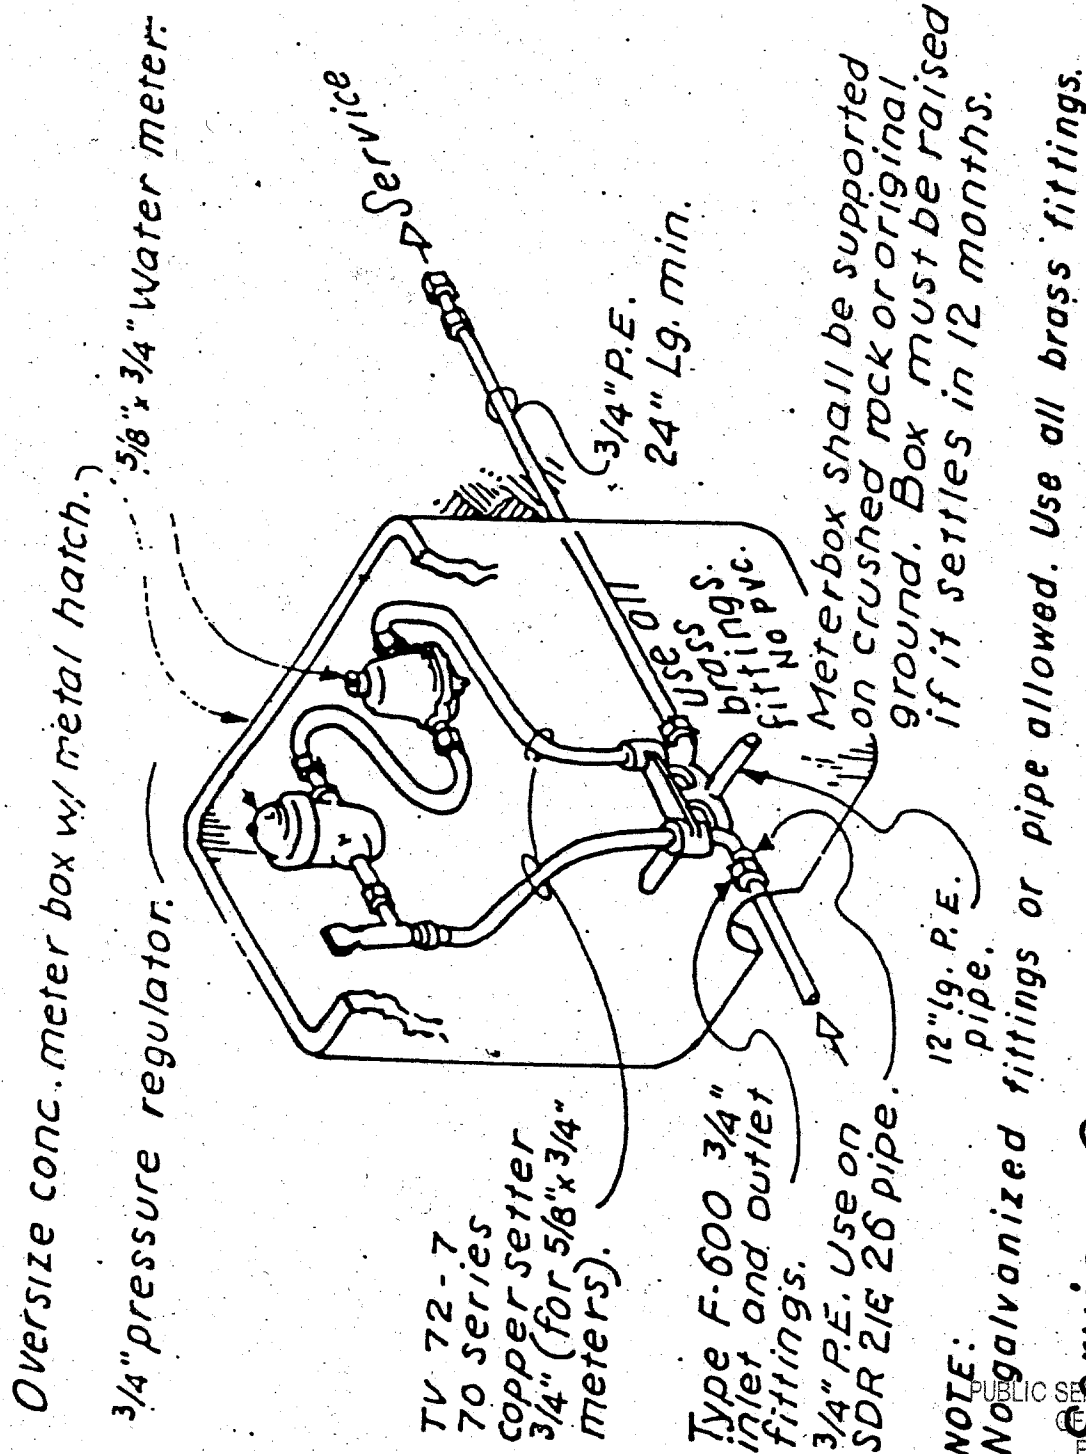 Oversize conc. meter box w/ metal hatch.
5/8" x 3/4" Water meter.
3/4" pressure regulator.
Service
3/4" P.E.
24" Lg. min.
TV 72-7
70 series
coppersetter
3/4" (for 5/8" x 3/4"
meters).
Use all
brass
fittings.
No PVC.
Meterbox shall be supported
on crushed rock or original
ground. Box must be raised
if it settles in 12 months.
Type F-600 3/4"
inlet and outlet
fittings.
3/4" P.E. Use on
SDR 21 & 26 pipe.
12" lg. P.E.
pipe.
NOTE:
No galvanized fittings or pipe allowed. Use all brass fittings.
PUBLIC